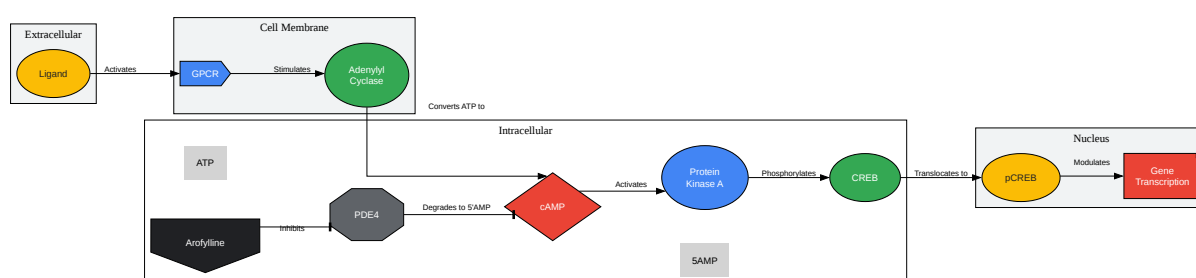 Extracellular
Ligand
Activates
Cell Membrane
GPCR
Stimulates
Adenylyl
Cyclase
Converts ATP to
Intracellular
ATP
Arofylline
Inhibits
PDE4
Degrades to 5'AMP
cAMP
Activates
Protein
Kinase A
Phosphorylates
CREB
5AMP
Translocates to
Nucleus
pCREB
Modulates
Gene
Transcription